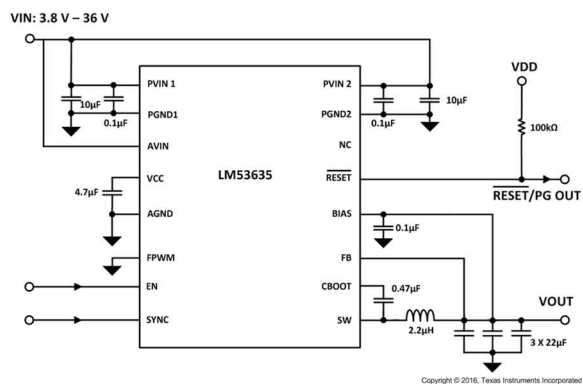 VIN: 3.8 V – 36 V
VDD
PVIN 1
PVIN 2
10µF
10µF
0.1µF
0.1µF
PGND1
PGND2
100kΩ
AVIN
NC
LM53635
VCC
RESET
4.7µF
RESET/PG OUT
AGND
BIAS
0.1µF
FPWM
FB
EN
CBOOT
0.47µF
VOUT
SYNC
SW
2.2µH
3 X 22µF
Copyright © 2016, Texas Instruments Incorporated